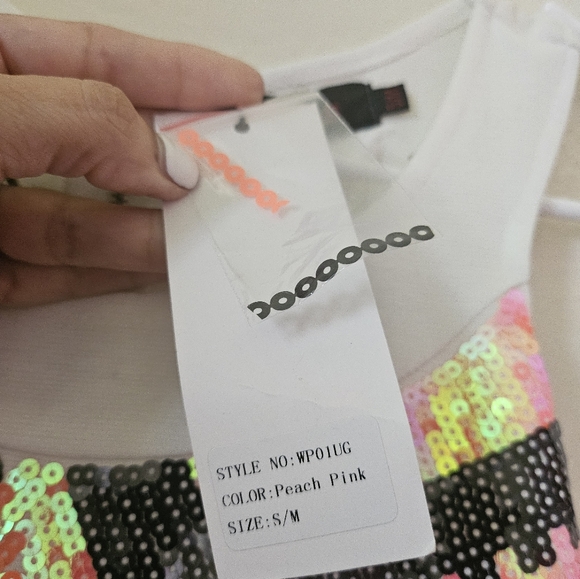 STYLE NO:WP01UG
COLOR:Peach Pink
SIZE:S/M